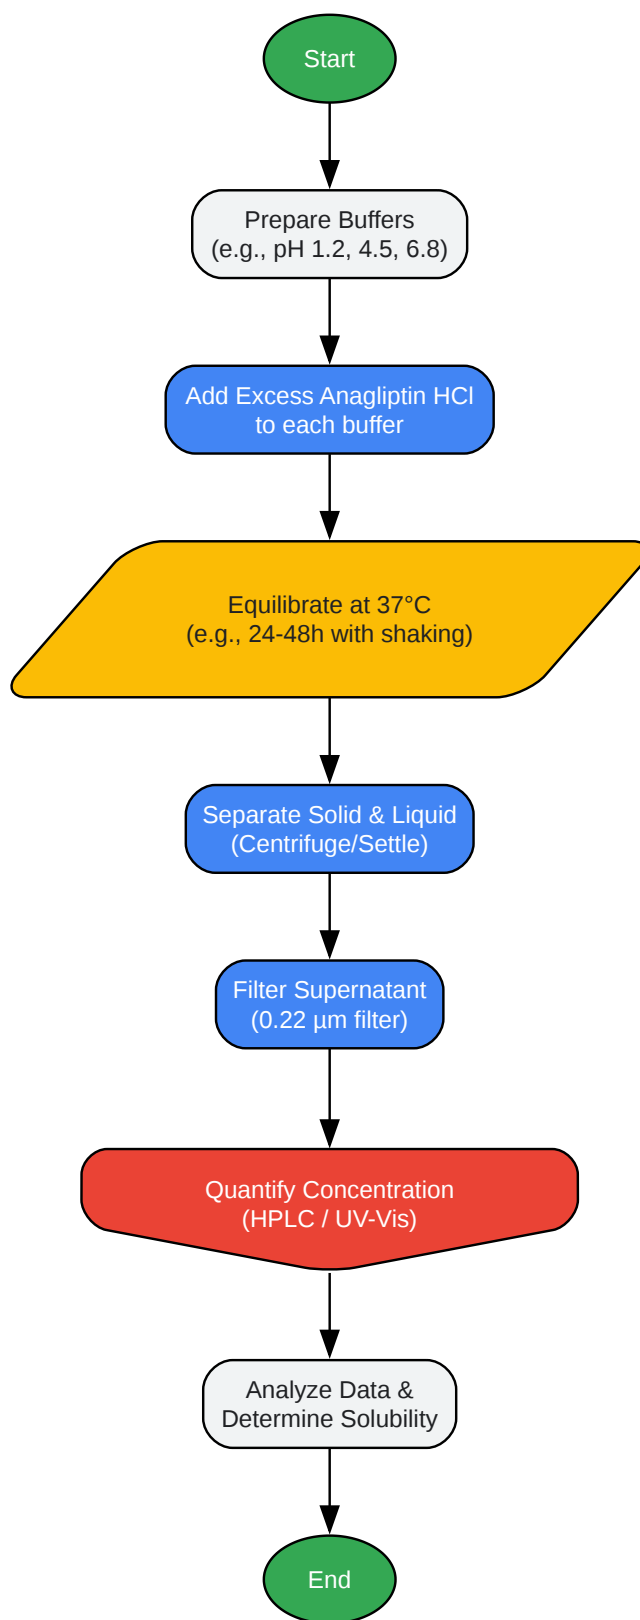 Start
Prepare Buffers
(e.g., pH 1.2, 4.5, 6.8)
Add Excess Anagliptin HCl
to each buffer
Equilibrate at 37°C
(e.g., 24-48h with shaking)
Separate Solid & Liquid
(Centrifuge/Settle)
Filter Supernatant
(0.22 µm filter)
Quantify Concentration
(HPLC / UV-Vis)
Analyze Data &
Determine Solubility
End